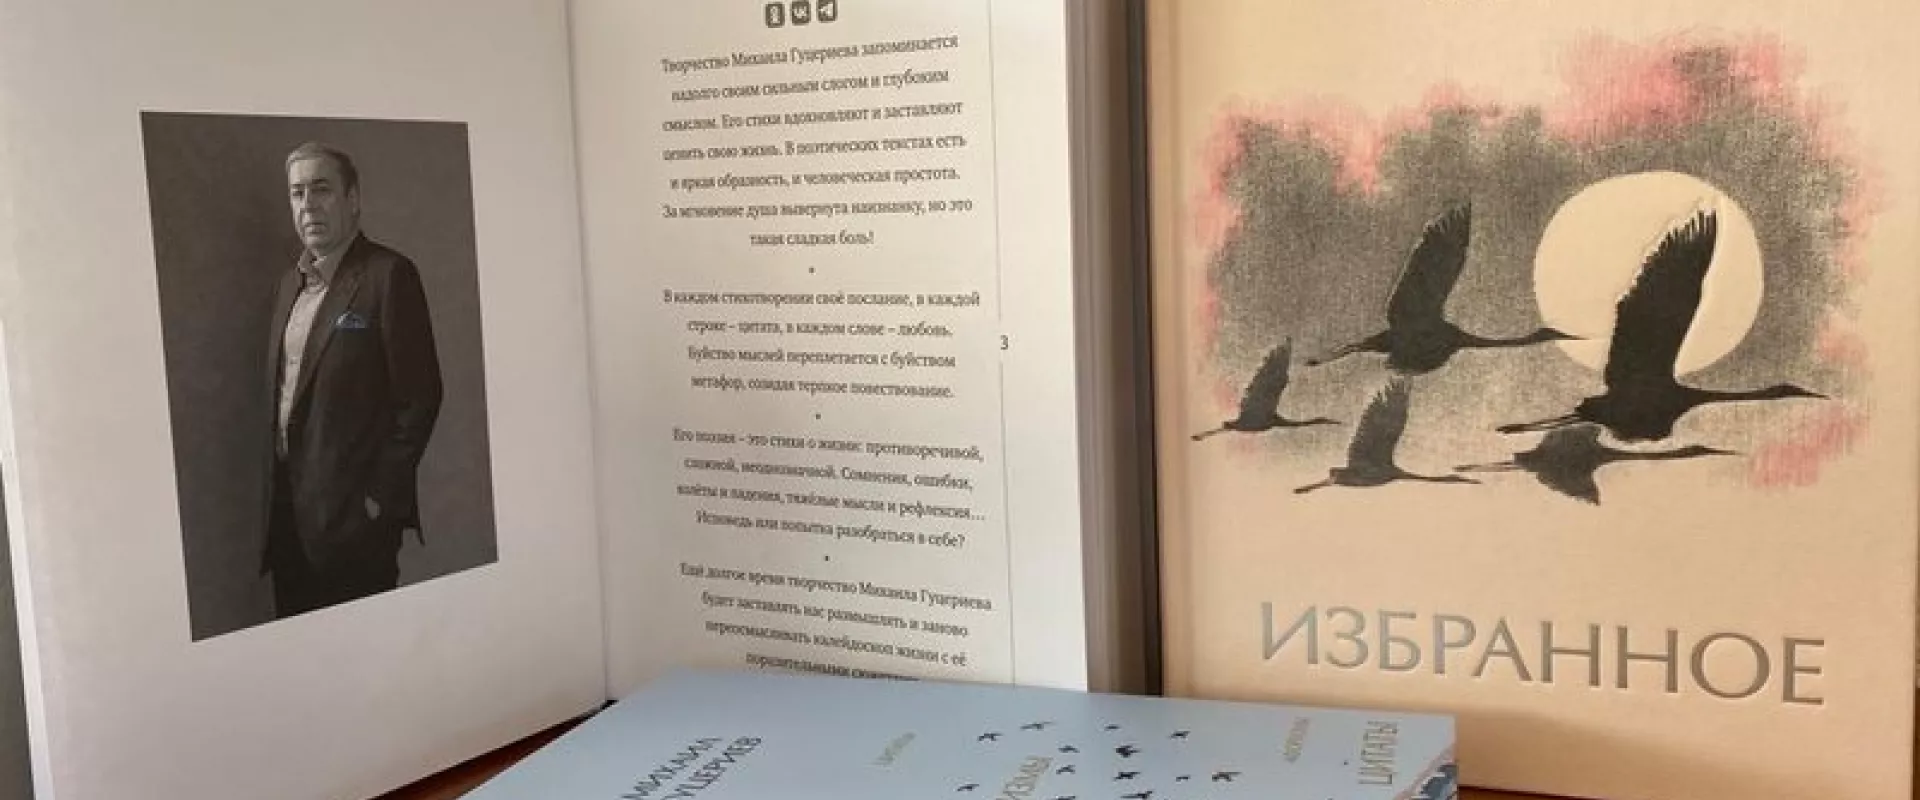 Творчество Михаила Гуцериева запоминается
надолго своим сильным слогом и глубоким
смыслом. Его стихи вдохновляют и заставляют
ценить свою жизнь. В поэтических текстах есть
и яркая образность, и человеческая простота.
За мгновение душа вывернута наизнанку, но это
такая сладкая боль!
В каждом стихотворении своё послание, в каждой
строке – цитата, в каждом слове – любовь.
Буйство мыслей переплетается с буйством
метафор, создавая терпкое повествование.
3
Его поэзия – это стихи о жизни: противоречивой,
сложной, неоднозначной. Сомнения, ошибки,
взлёты и падения, тяжёлые мысли и рефлексия...
Исповедь или попытка разобраться в себе?
Ещё долгое время творчество Михаила Гуцериева
будет заставлять нас размышлять и заново
переосмысливать калейдоскоп жизни с её
поразительными сюжетами
ИЗБРАННОЕ
МИХАИЛ
ГУЦЕРИЕВ
ЦИТАТЫ